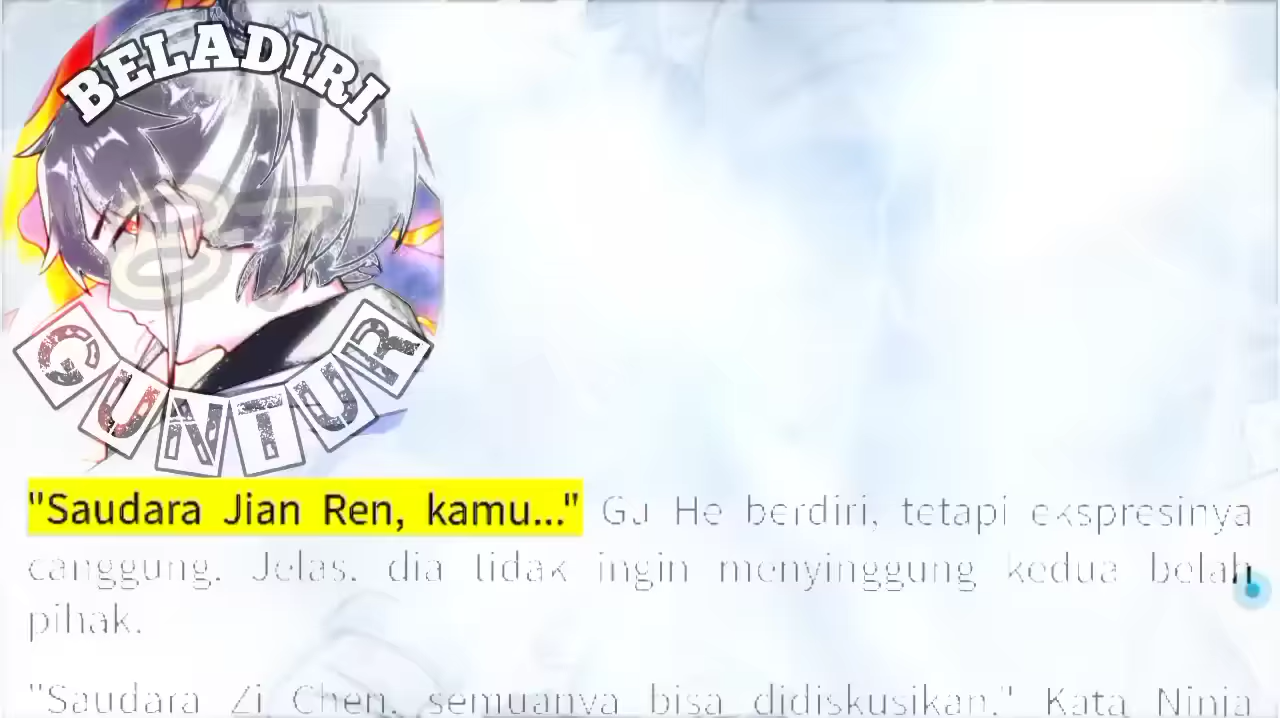 BELADIRI
GUNTUR
"Saudara Jian Ren, kamu..." Gu He berdiri, tetapi ekspresinya
canggung. Jelas, dia tidak ingin menyinggung kedua belah
pihak.
"Saudara Zi Chen, semuanya bisa didiskusikan." Kata Ninja